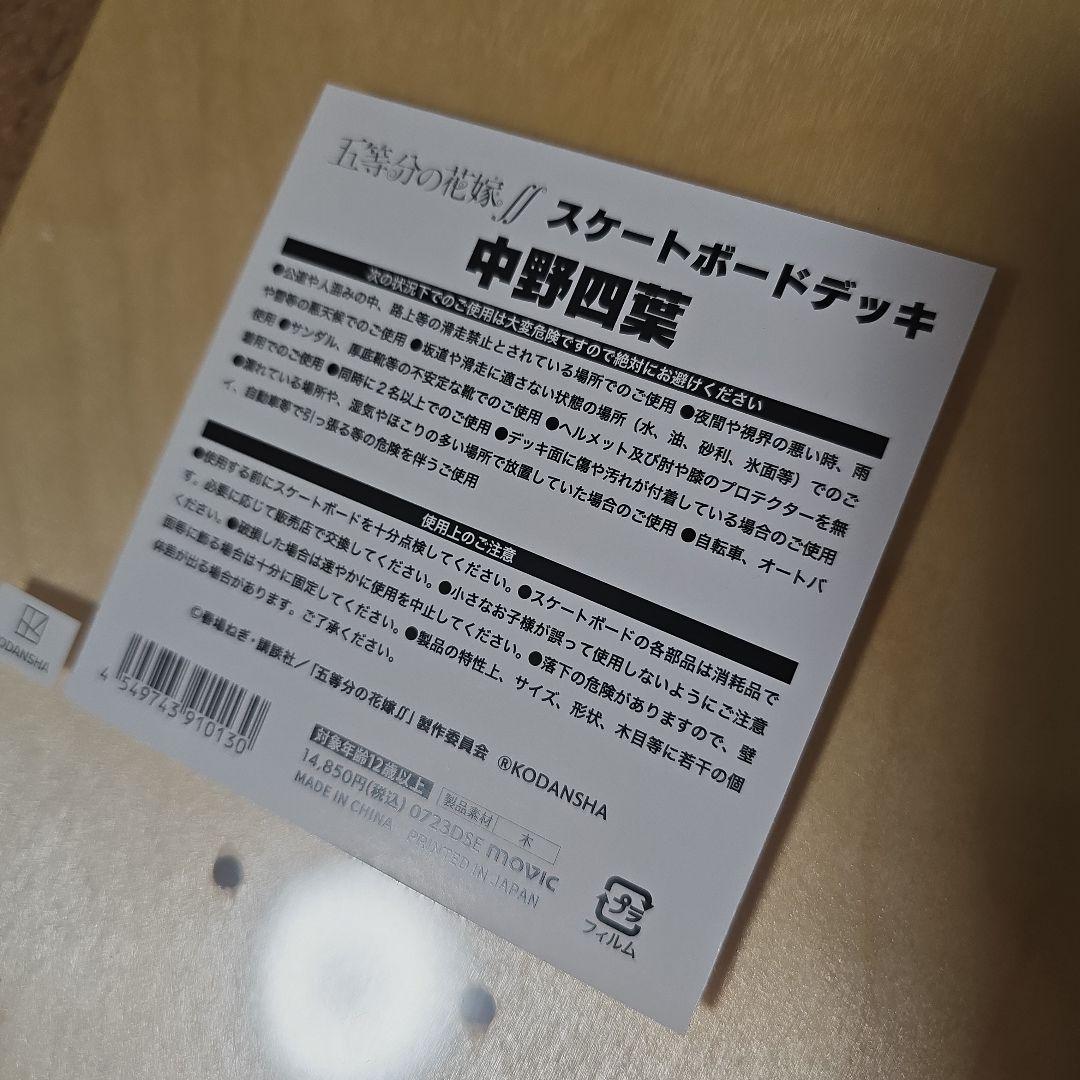 五等分の花嫁∬ スケートボードデッキ
中野四葉
次の状況下でのご使用は大変危険ですので絶対にお避けください
●公道や人混みの中、路上等の滑走禁止とされている場所でのご使用 ●夜間や視界の悪い時、雨
や雪等の悪天候でのご使用 ●坂道や滑走に適さない状態の場所（水、油、砂利、氷面等）でのご
使用 ●サンダル、厚底靴等の不安定な靴でのご使用 ●ヘルメット及び肘や膝のプロテクターを無
着用でのご使用 ●同時に２名以上でのご使用 ●デッキ面に傷や汚れが付着している場合のご使用
●濡れている場所や、湿気やほこりの多い場所で放置していた場合のご使用 ●自転車、オートバ
イ、自動車等で引っ張る等の危険を伴うご使用
使用上のご注意
●使用する前にスケートボードを十分点検してください。●スケートボードの各部品は消耗品で
す。必要に応じて販売店で交換してください。●小さなお子様が誤って使用しないようにご注意
ください。●破損した場合は速やかに使用を中止してください。●落下の危険がありますので、壁
面等に飾る場合は十分に固定してください。●製品の特性上、サイズ、形状、木目等に若干の個
体差が出る場合があります。ご了承ください。
©春場ねぎ・講談社／「五等分の花嫁∬」製作委員会 ®KODANSHA
4 549743 910130
対象年齢12歳以上 製品素材 木
14,850円(税込) 0723DSE movic
MADE IN CHINA PRINTED IN JAPAN
プラ
フィルム
KODANSHA